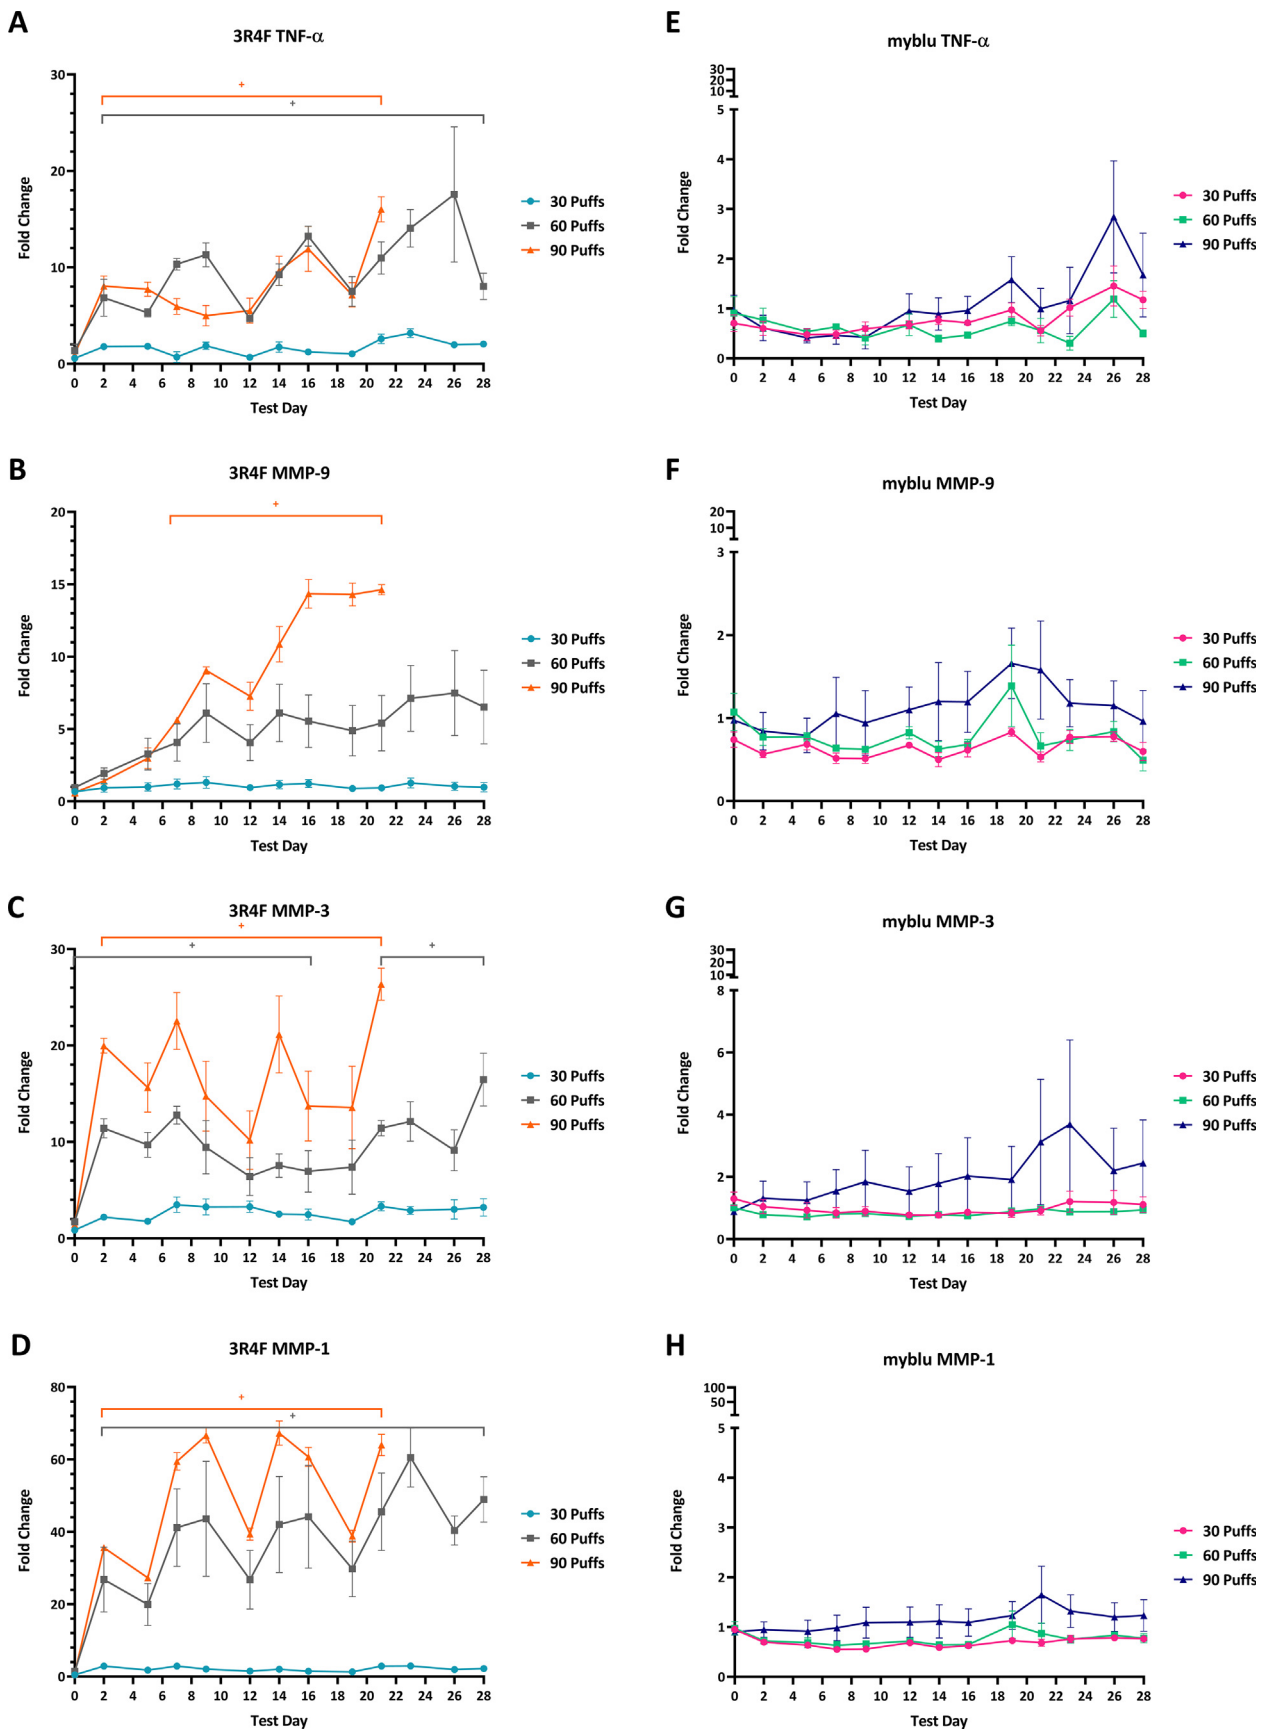 A
3R4F TNF-α
30
20
10
0
Fold Change
+
+
0 2 4 6 8 10 12 14 16 18 20 22 24 26 28
Test Day
30 Puffs
60 Puffs
90 Puffs
E
myblu TNF-α
30
20
10
5
4
3
2
1
0
Fold Change
0 2 4 6 8 10 12 14 16 18 20 22 24 26 28
Test Day
30 Puffs
60 Puffs
90 Puffs
B
3R4F MMP-9
20
15
10
5
0
Fold Change
+
0 2 4 6 8 10 12 14 16 18 20 22 24 26 28
Test Day
30 Puffs
60 Puffs
90 Puffs
F
myblu MMP-9
20
10
3
2
1
0
Fold Change
0 2 4 6 8 10 12 14 16 18 20 22 24 26 28
Test Day
30 Puffs
60 Puffs
90 Puffs
C
3R4F MMP-3
30
20
10
0
Fold Change
+
+ +
0 2 4 6 8 10 12 14 16 18 20 22 24 26 28
Test Day
30 Puffs
60 Puffs
90 Puffs
G
myblu MMP-3
30
20
10
8
6
4
2
0
Fold Change
0 2 4 6 8 10 12 14 16 18 20 22 24 26 28
Test Day
30 Puffs
60 Puffs
90 Puffs
D
3R4F MMP-1
80
60
40
20
0
Fold Change
+
+
0 2 4 6 8 10 12 14 16 18 20 22 24 26 28
Test Day
30 Puffs
60 Puffs
90 Puffs
H
myblu MMP-1
100
50
5
4
3
2
1
0
Fold Change
0 2 4 6 8 10 12 14 16 18 20 22 24 26 28
Test Day
30 Puffs
60 Puffs
90 Puffs